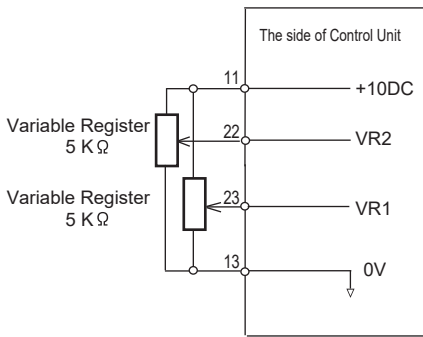 The side of Control Unit
11
+10DC
Variable Register
5 KΩ
22
VR2
Variable Register
5 KΩ
23
VR1
13
0V